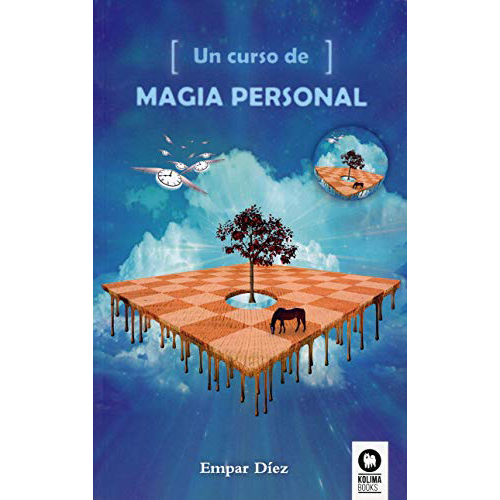 [ Un curso de ]
MAGIA PERSONAL
Empar Díez
KOLIMA
BOOKS